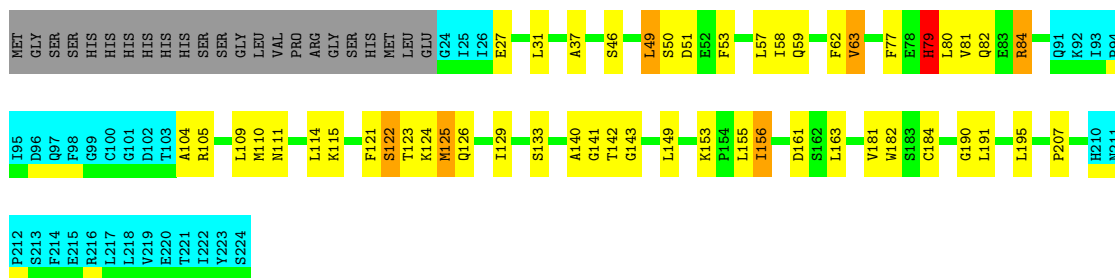 MET GLY SER SER HIS HIS HIS HIS HIS HIS SER SER GLY LEU VAL PRO ARG GLY SER HIS MET LEU GLU G24 I25 I26 E27 L31 A37 S46 L49 S50 D51 E52 F53 L57 I58 Q59 F62 V63 F77 E78 H79 L80 V81 Q82 E83 R84 Q91 K92 I93
I95 D96 Q97 F98 G99 C100 G101 D102 T103 A104 R105 L109 M110 N111 L114 K115 F121 S122 T123 K124 M125 Q126 I129 S133 A140 G141 T142 G143 L149 K153 P154 L155 I156 D161 S162 L163 V181 W182 S183 C184 G190 L191 L195 P207 H210 N211
P212 S213 F214 E215 R216 L217 L218 V219 E220 T221 I222 Y223 S224